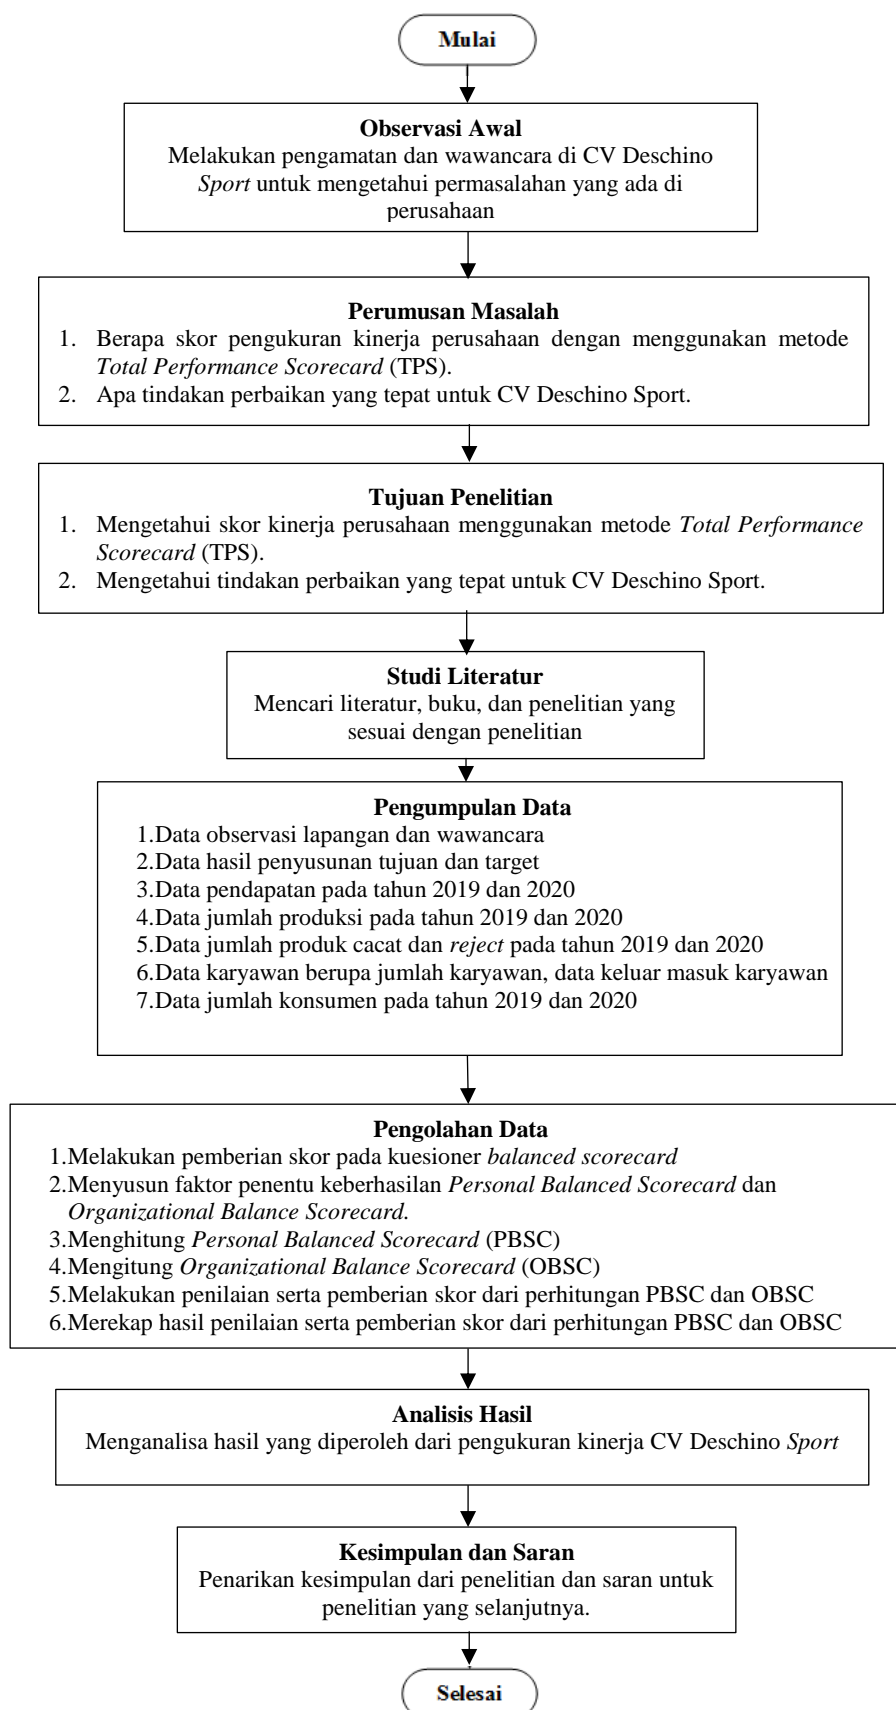 Mulai
Observasi Awal
Melakukan pengamatan dan wawancara di CV Deschino
Sport untuk mengetahui permasalahan yang ada di
perusahaan
Perumusan Masalah
1. Berapa skor pengukuran kinerja perusahaan dengan menggunakan metode
Total Performance Scorecard (TPS).
2. Apa tindakan perbaikan yang tepat untuk CV Deschino Sport.
Tujuan Penelitian
1. Mengetahui skor kinerja perusahaan menggunakan metode Total Performance
Scorecard (TPS).
2. Mengetahui tindakan perbaikan yang tepat untuk CV Deschino Sport.
Studi Literatur
Mencari literatur, buku, dan penelitian yang
sesuai dengan penelitian
Pengumpulan Data
1.Data observasi lapangan dan wawancara
2.Data hasil penyusunan tujuan dan target
3.Data pendapatan pada tahun 2019 dan 2020
4.Data jumlah produksi pada tahun 2019 dan 2020
5.Data jumlah produk cacat dan reject pada tahun 2019 dan 2020
6.Data karyawan berupa jumlah karyawan, data keluar masuk karyawan
7.Data jumlah konsumen pada tahun 2019 dan 2020
Pengolahan Data
1.Melakukan pemberian skor pada kuesioner balanced scorecard
2.Menyusun faktor penentu keberhasilan Personal Balanced Scorecard dan
Organizational Balance Scorecard.
3.Menghitung Personal Balanced Scorecard (PBSC)
4.Mengitung Organizational Balance Scorecard (OBSC)
5.Melakukan penilaian serta pemberian skor dari perhitungan PBSC dan OBSC
6.Merekap hasil penilaian serta pemberian skor dari perhitungan PBSC dan OBSC
Analisis Hasil
Menganalisa hasil yang diperoleh dari pengukuran kinerja CV Deschino Sport
Kesimpulan dan Saran
Penarikan kesimpulan dari penelitian dan saran untuk
penelitian yang selanjutnya.
Selesai